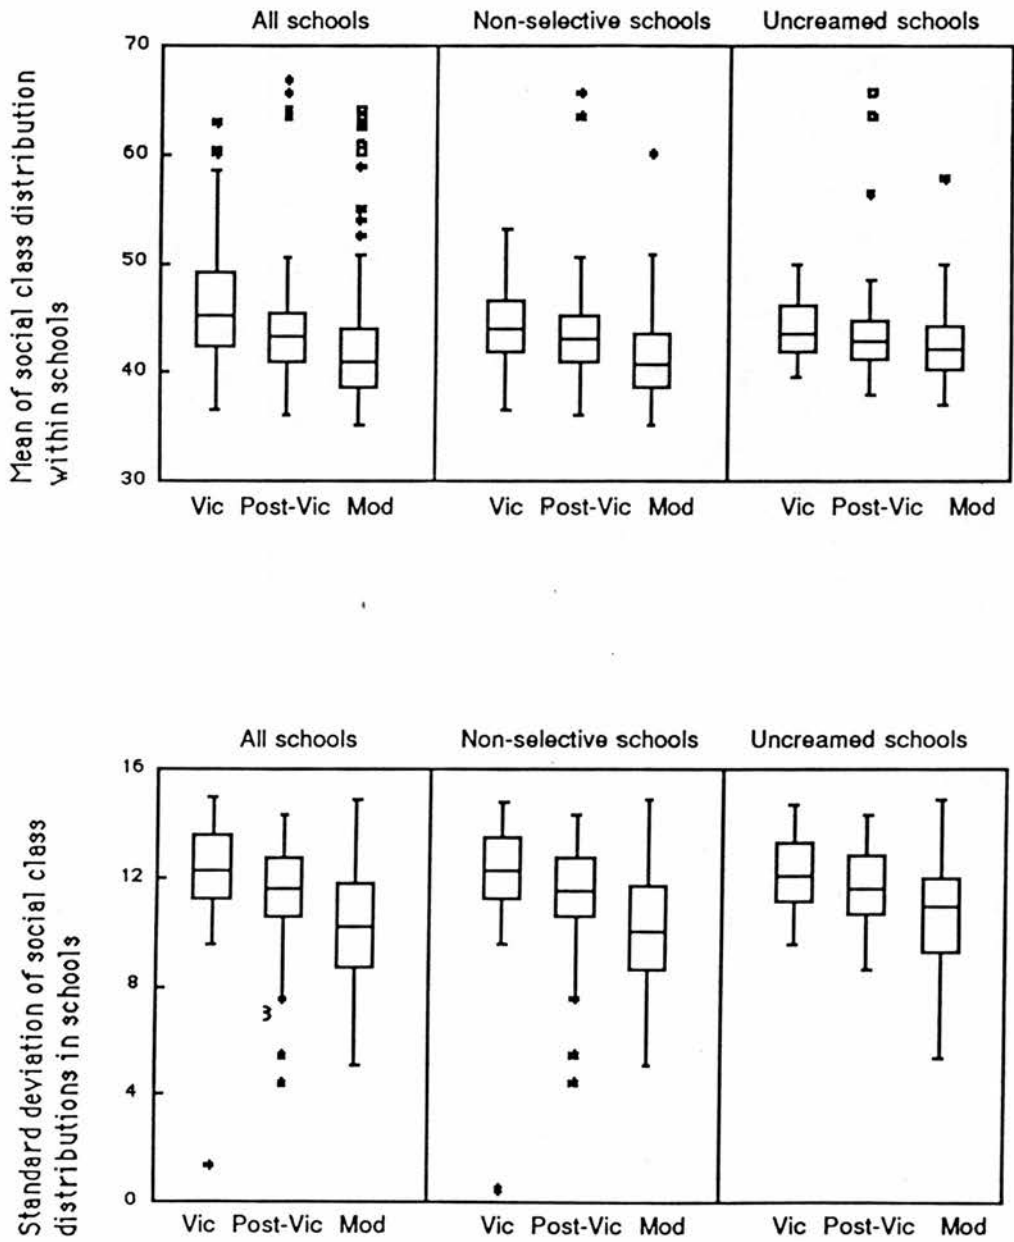 All schools Non-selective schools Uncreamed schools
70
60
50
40
30
Mean of social class distribution
within schools
Vic Post-Vic Mod Vic Post-Vic Mod Vic Post-Vic Mod
All schools Non-selective schools Uncreamed schools
16
12
8
4
0
Standard deviation of social class
distributions in schools
Vic Post-Vic Mod Vic Post-Vic Mod Vic Post-Vic Mod